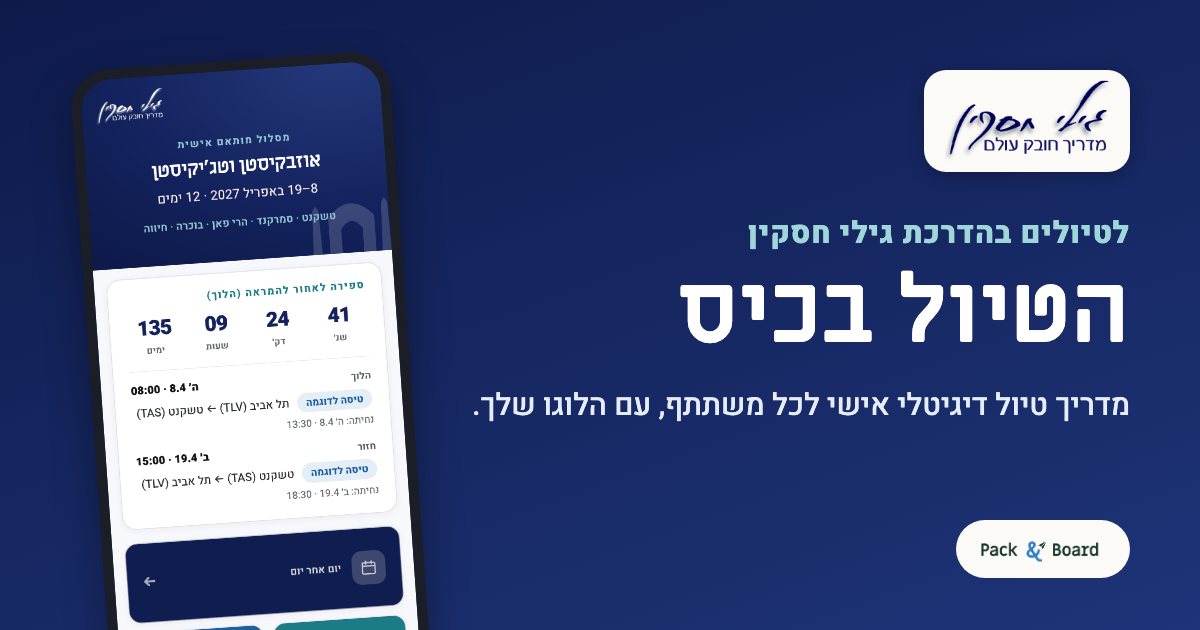 גילי חסקין
מדריך חובק עולם
לטיולים בהדרכת גילי חסקין
הטיול בכיס
מדריך טיול דיגיטלי אישי לכל משתתף, עם הלוגו שלך.
Pack & Board
גילי חסקין
מדריך חובק עולם
מסלול מותאם אישית
אוזבקיסטן וטג׳יקיסטן
8–19 באפריל 2027 · 12 ימים
טשקנט · סמרקנד · הרי פאן · בוכרה · חיווה
ספירה לאחור להמראה (הלוך)
41 24 09 135
שנ׳ דק׳ שעות ימים
הלוך ה׳ 8.4 · 08:00
טיסה לדוגמה תל אביב (TLV) ← טשקנט (TAS)
נחיתה: ה׳ 8.4 · 13:30
חזור ב׳ 19.4 · 15:00
טיסה לדוגמה טשקנט (TAS) ← תל אביב (TLV)
נחיתה: ב׳ 19.4 · 18:30
יום אחר יום